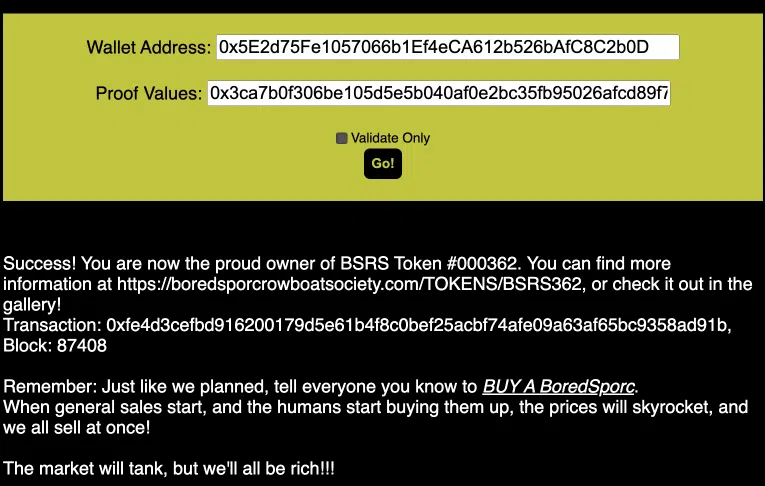 Wallet Address: 0x5E2d75Fe1057066b1Ef4eCA612b526bAfC8C2b0D
Proof Values: 0x3ca7b0f306be105d5e5b040af0e2bc35fb95026afcd89f7
Validate Only
Go!
Success! You are now the proud owner of BSRS Token #000362. You can find more
information at https://boredsporcrowboatsociety.com/TOKENS/BSRS362, or check it out in the
gallery!
Transaction: 0xfe4d3cefbd916200179d5e61b4f8c0bef25acbf74afe09a63af65bc9358ad91b,
Block: 87408
Remember: Just like we planned, tell everyone you know to BUY A BoredSporc.
When general sales start, and the humans start buying them up, the prices will skyrocket, and
we all sell at once!
The market will tank, but we'll all be rich!!!